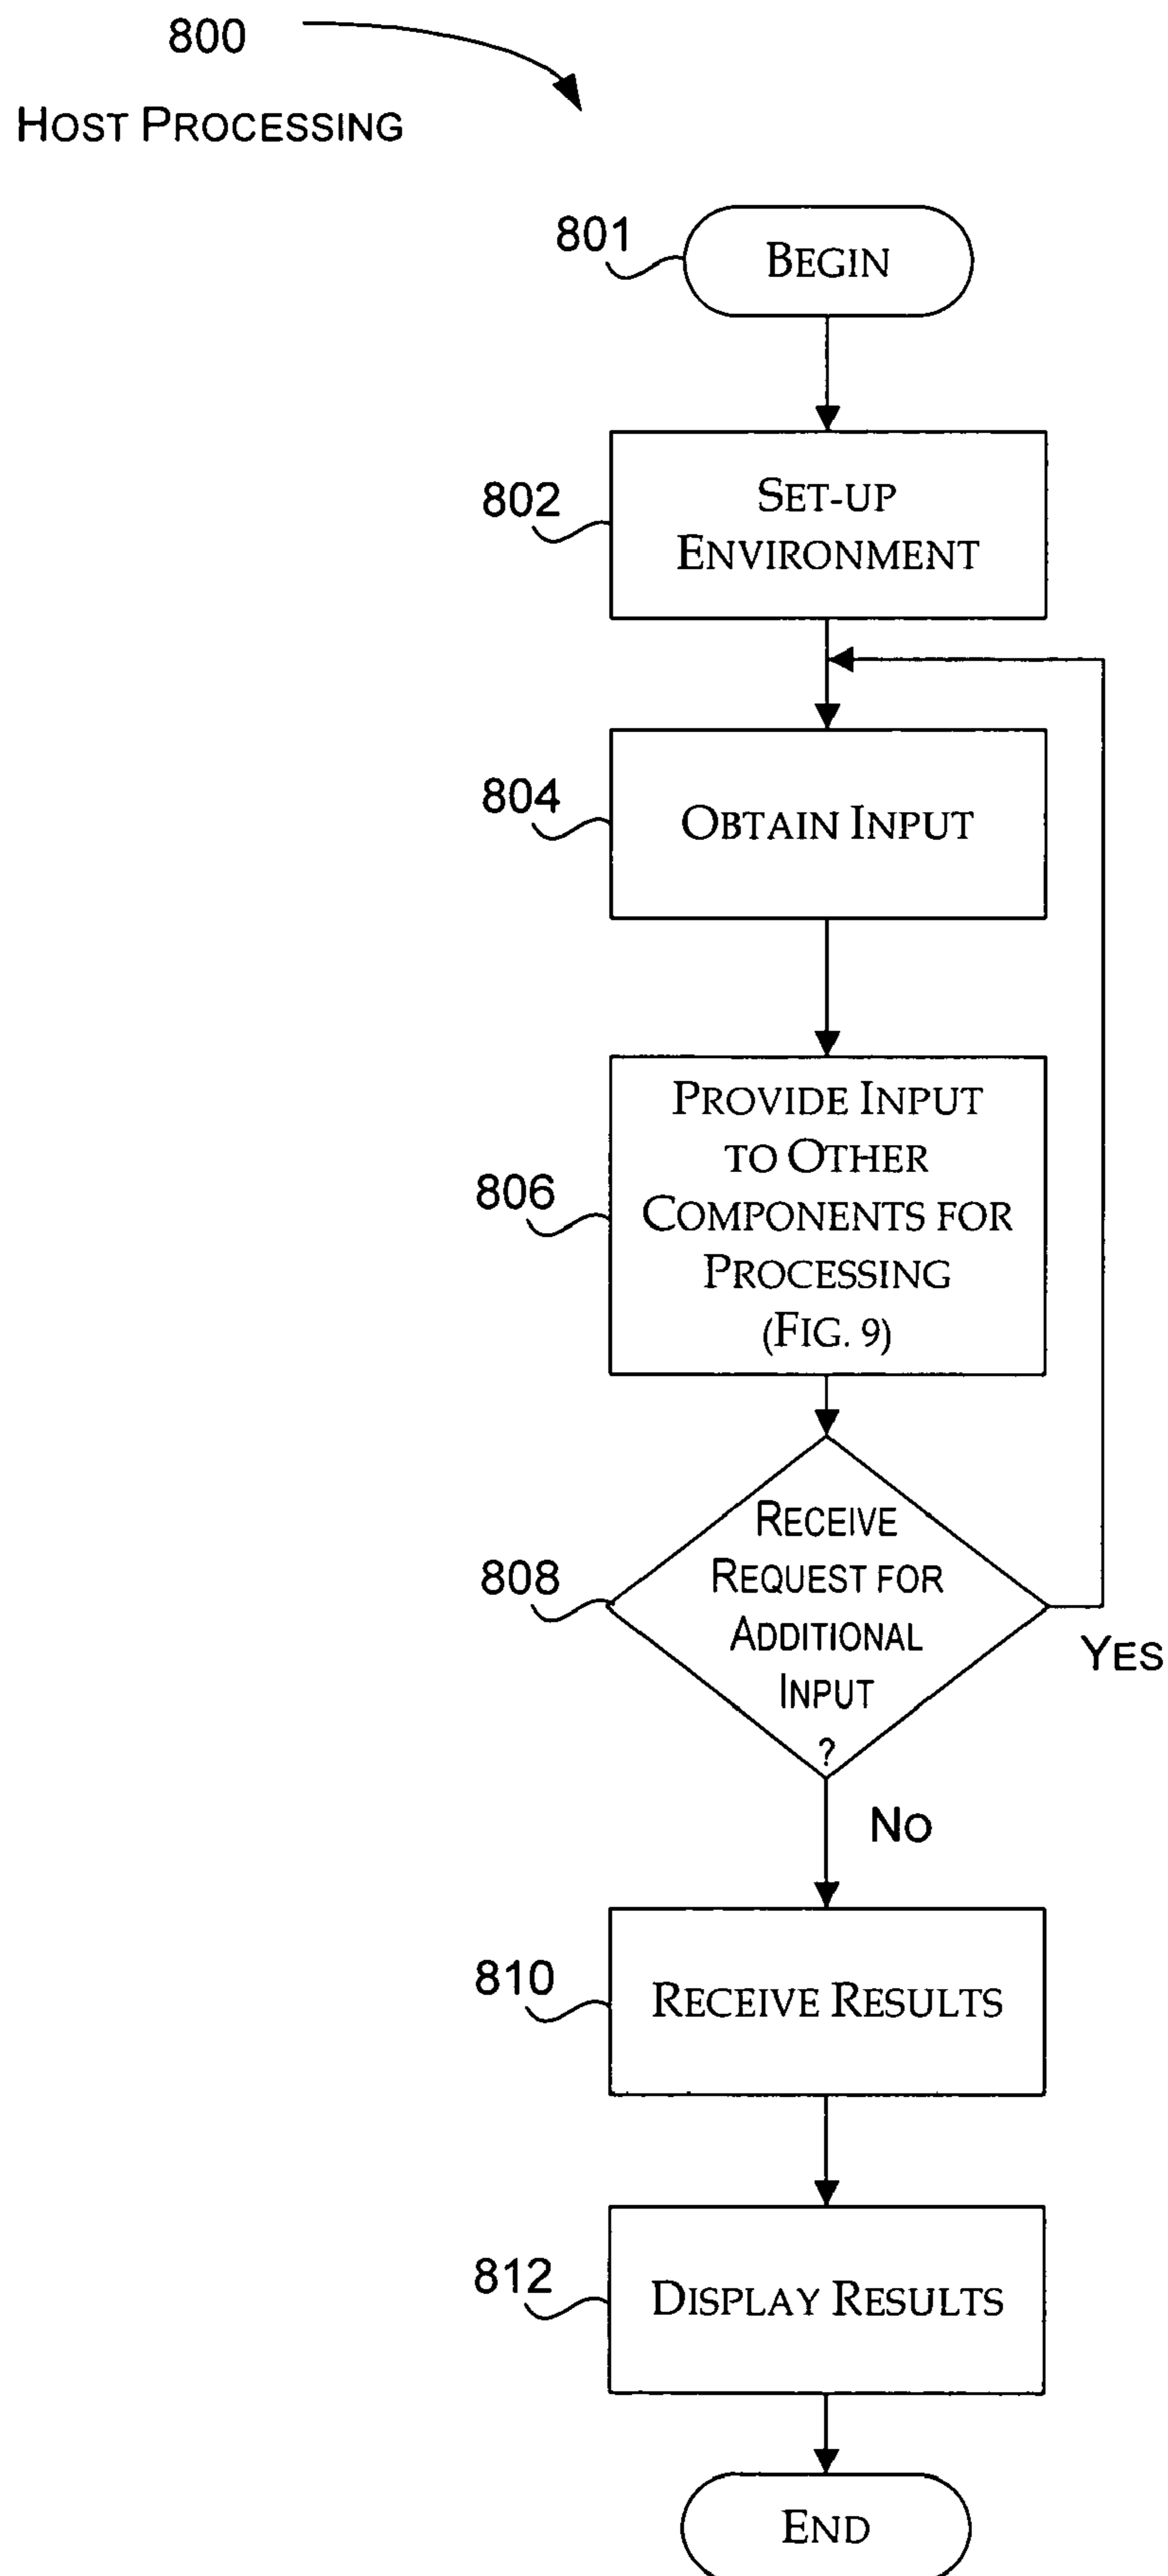 800
HOST PROCESSING
801
BEGIN
802
SET-UP
ENVIRONMENT
804
OBTAIN INPUT
806
PROVIDE INPUT
TO OTHER
COMPONENTS FOR
PROCESSING
(FIG. 9)
808
RECEIVE
REQUEST FOR
ADDITIONAL
INPUT
?
YES
NO
810
RECEIVE RESULTS
812
DISPLAY RESULTS
END